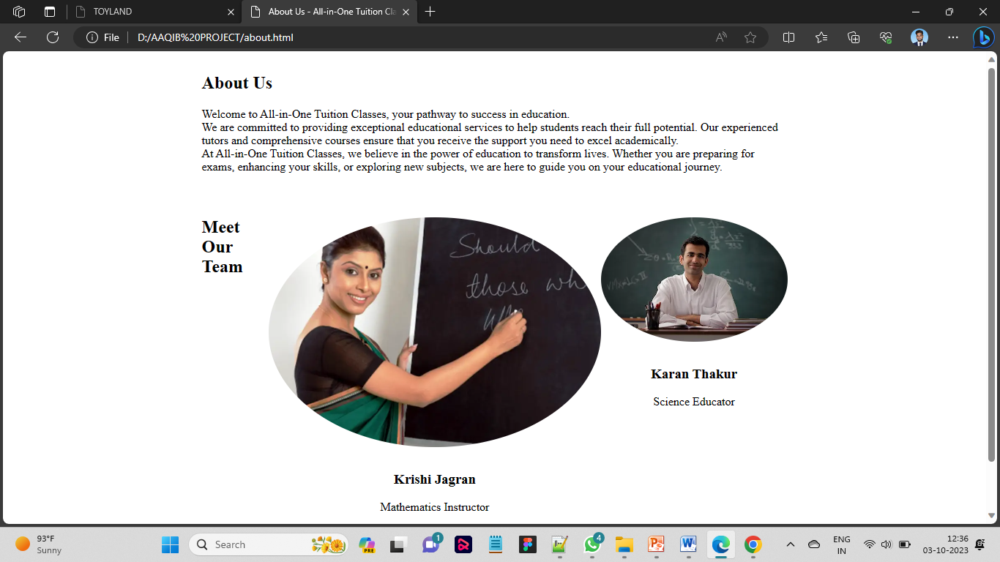 TOYLAND
About Us - All-in-One Tuition Cla
File
D:/AAQIB%20PROJECT/about.html
About Us
Welcome to All-in-One Tuition Classes, your pathway to success in education.
We are committed to providing exceptional educational services to help students reach their full potential. Our experienced
tutors and comprehensive courses ensure that you receive the support you need to excel academically.
At All-in-One Tuition Classes, we believe in the power of education to transform lives. Whether you are preparing for
exams, enhancing your skills, or exploring new subjects, we are here to guide you on your educational journey.
Meet
Our
Team
Should
those wh
Karan Thakur
Science Educator
Krishi Jagran
Mathematics Instructor
93°F
Sunny
Search
PRE
1
4
ENG
IN
12:36
03-10-2023